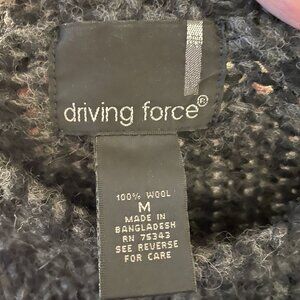 driving force®
100% WOOL
M
MADE IN
BANGLADESH
RN 75343
SEE REVERSE
FOR CARE